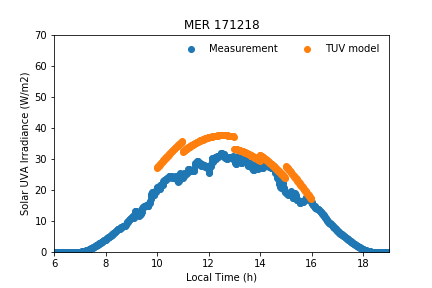 MER 171218
Measurement
TUV model
Solar UVA Irradiance (W/m2)
70
60
50
40
30
20
10
0
6 8 10 12 14 16 18
Local Time (h)